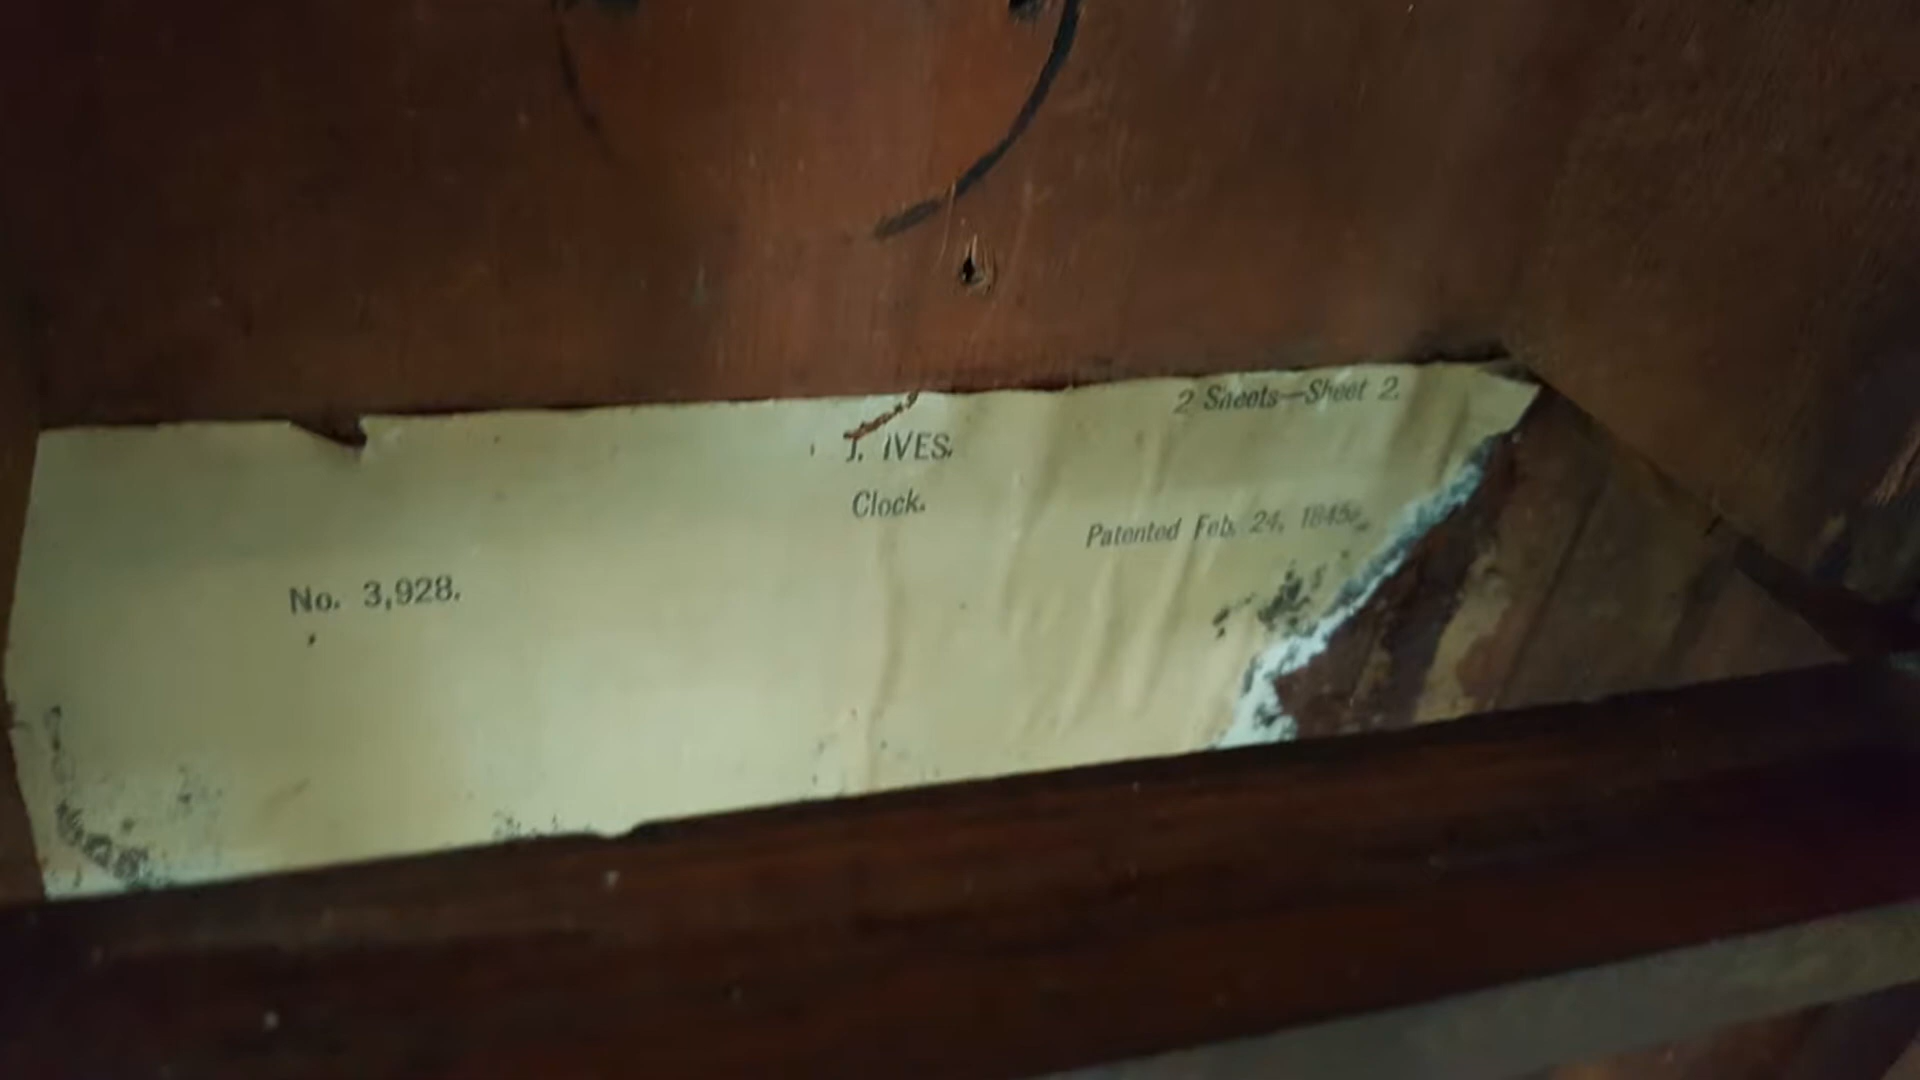 2 Sheets—Sheet 2.
J. IVES.
Clock.
Patented Feb. 24, 1845.
No. 3,928.